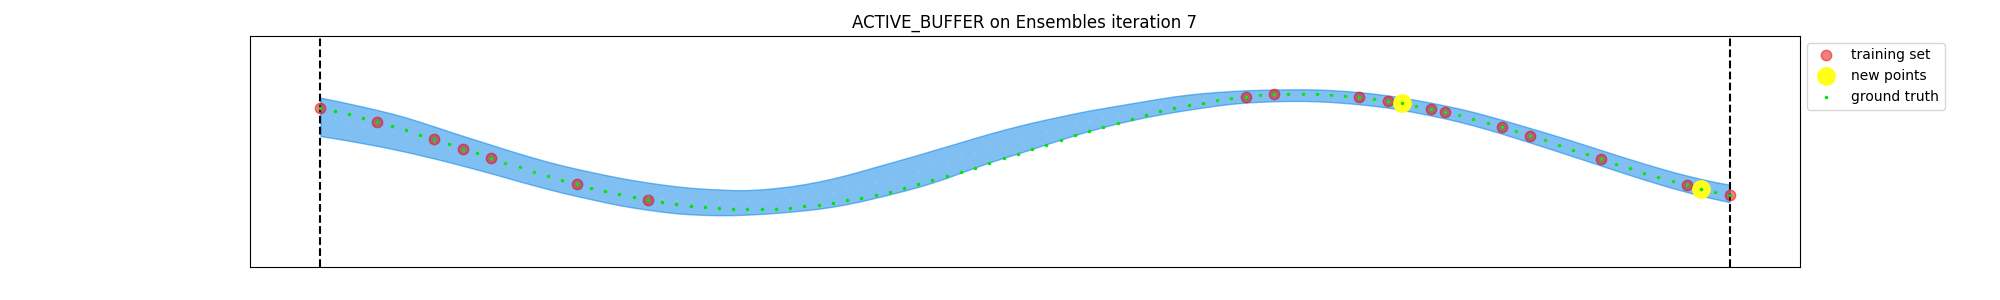 ACTIVE_BUFFER on Ensembles iteration 7
training set
new points
ground truth